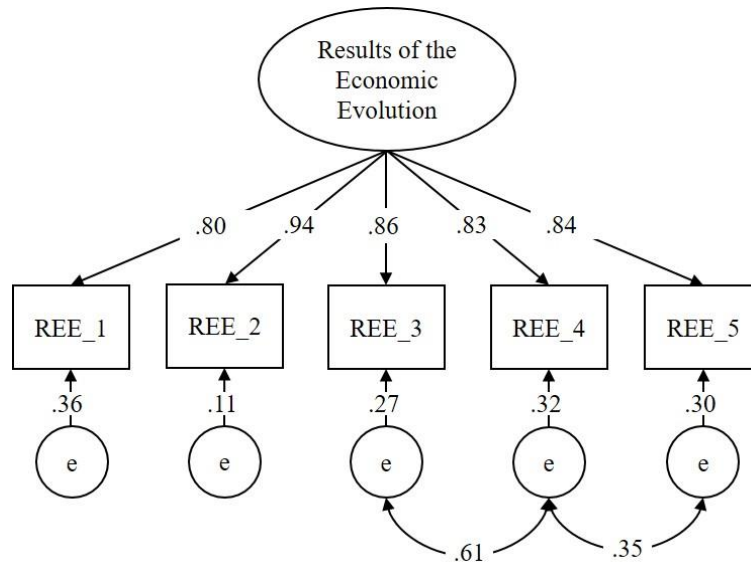 Results of the
Economic
Evolution
.80
.94
.86
.83
.84
REE_1
REE_2
REE_3
REE_4
REE_5
.36
.11
.27
.32
.30
e
e
e
e
e
.61
.35